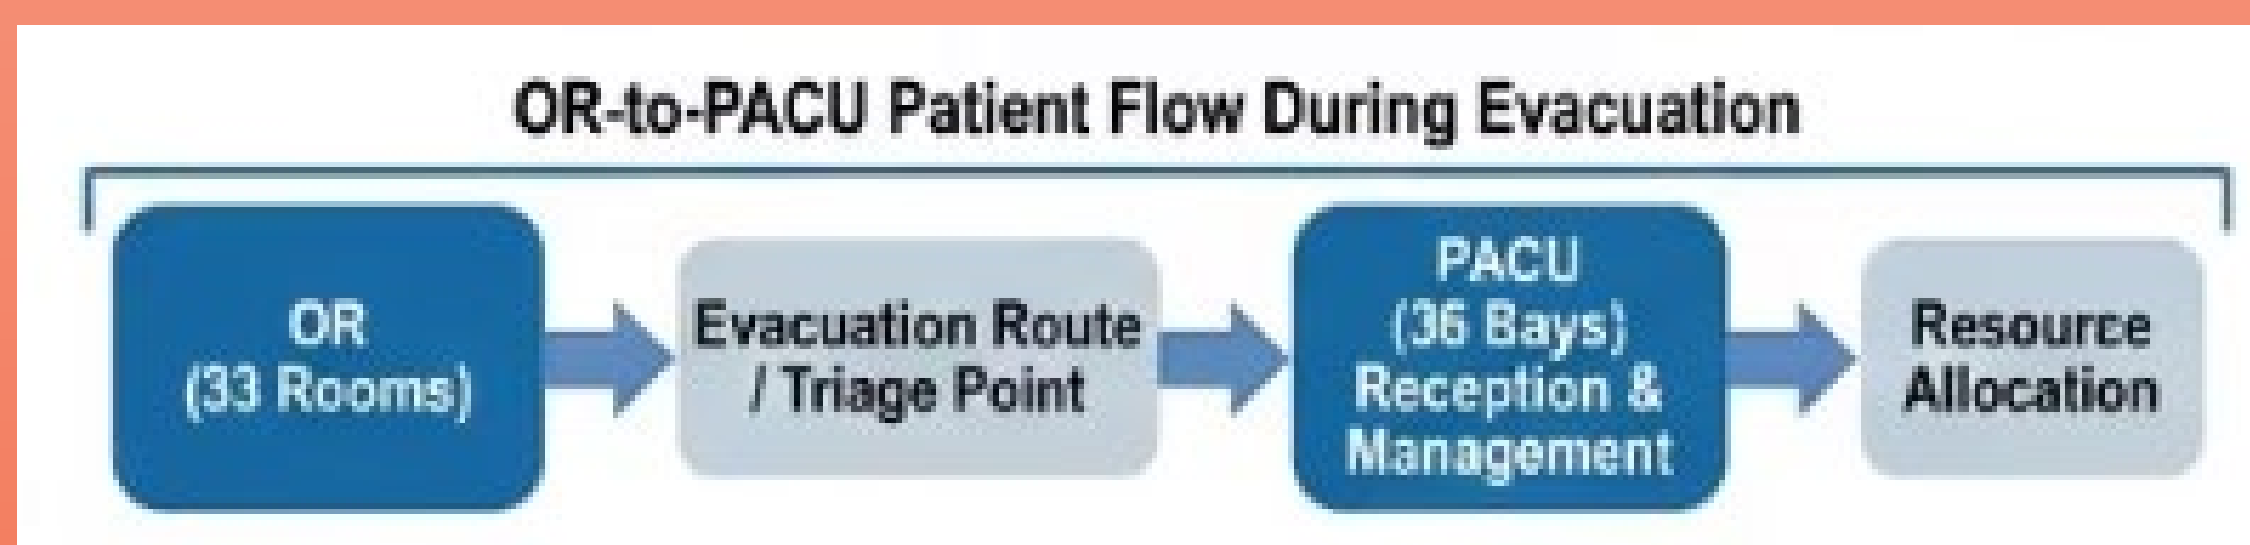 OR-to-PACU Patient Flow During Evacuation
OR
(33 Rooms)
Evacuation Route
/ Triage Point
PACU
(36 Bays)
Reception &
Management
Resource
Allocation